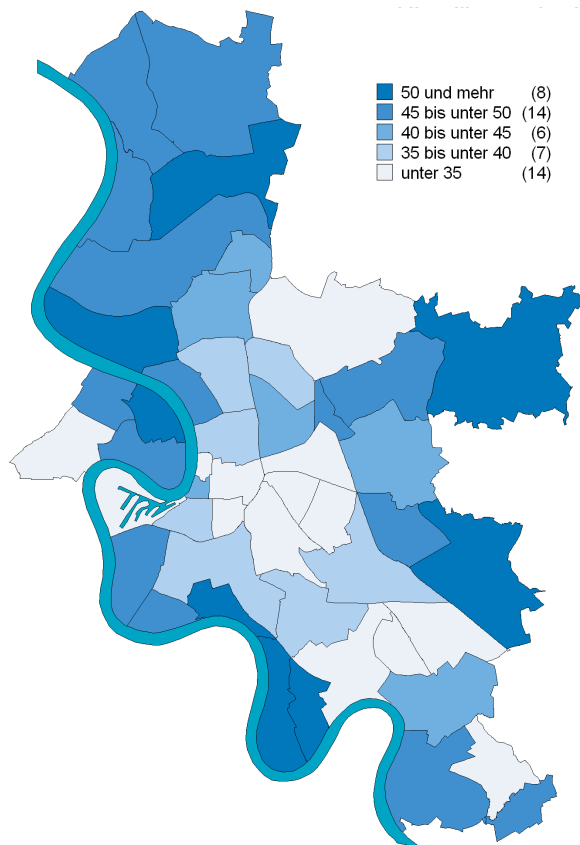 50 und mehr (8)
45 bis unter 50 (14)
40 bis unter 45 (6)
35 bis unter 40 (7)
unter 35 (14)